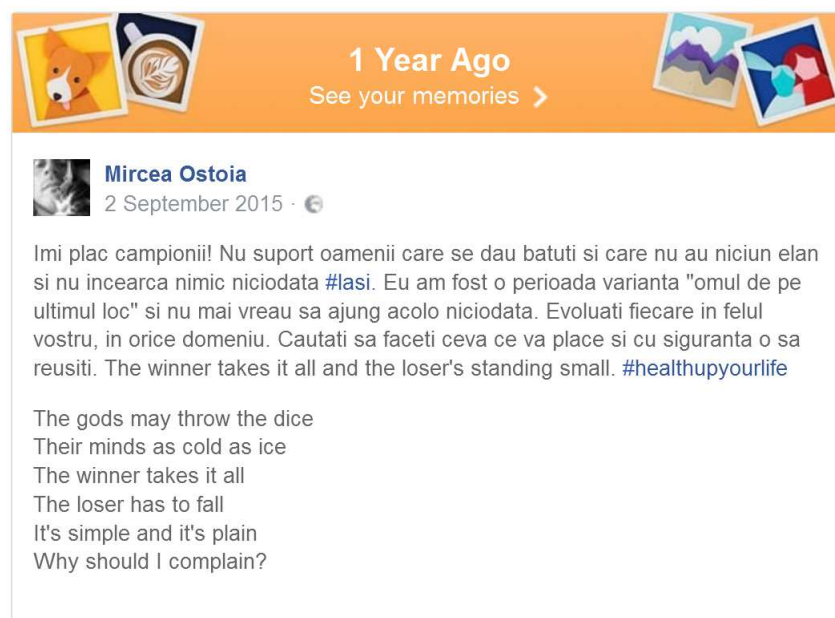 1 Year Ago
See your memories
Mircea Ostoia
2 September 2015 ·
Imi plac campionii! Nu suport oamenii care se dau batuti si care nu au niciun elan
si nu incearca nimic niciodata #Iasi. Eu am fost o perioada varianta "omul de pe
ultimul loc" si nu mai vreau sa ajung acolo niciodata. Evoluati fiecare in felul
vostru, in orice domeniu. Cautati sa faceti ceva ce va place si cu siguranta o sa
reusiti. The winner takes it all and the loser's standing small. #healthupyourlife
The gods may throw the dice
Their minds as cold as ice
The winner takes it all
The loser has to fall
It's simple and it's plain
Why should I complain?